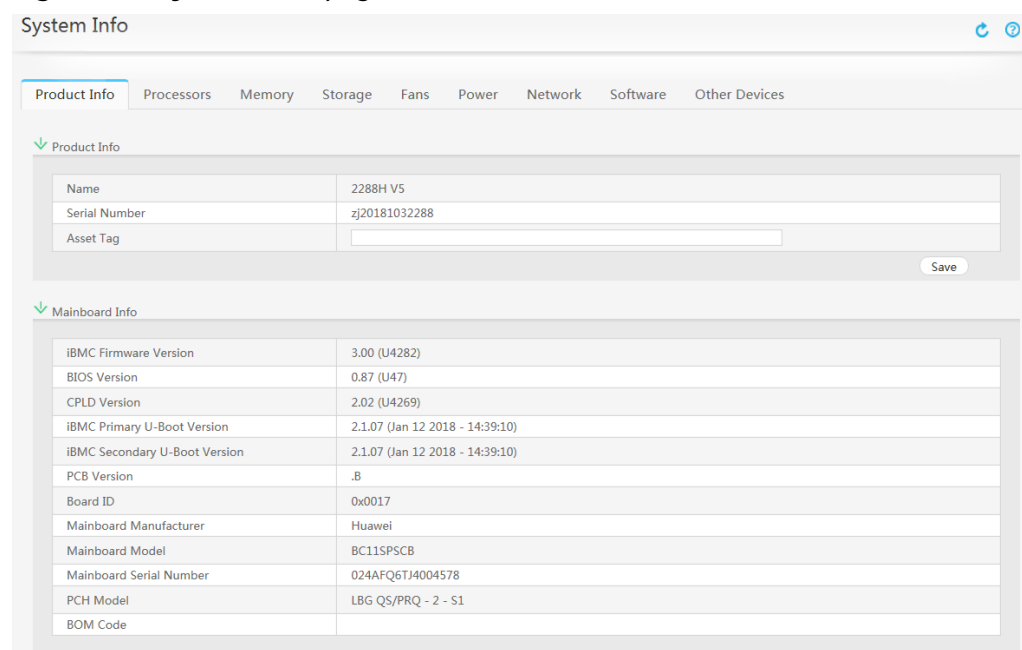 System Info
Product Info Processors Memory Storage Fans Power Network Software Other Devices
Product Info
Name 2288H V5
Serial Number zj20181032288
Asset Tag
Save
Mainboard Info
iBMC Firmware Version 3.00 (U4282)
BIOS Version 0.87 (U47)
CPLD Version 2.02 (U4269)
iBMC Primary U-Boot Version 2.1.07 (Jan 12 2018 - 14:39:10)
iBMC Secondary U-Boot Version 2.1.07 (Jan 12 2018 - 14:39:10)
PCB Version .B
Board ID 0x0017
Mainboard Manufacturer Huawei
Mainboard Model BC11SPSCB
Mainboard Serial Number 024AFQ6TJ4004578
PCH Model LBG QS/PRQ - 2 - S1
BOM Code